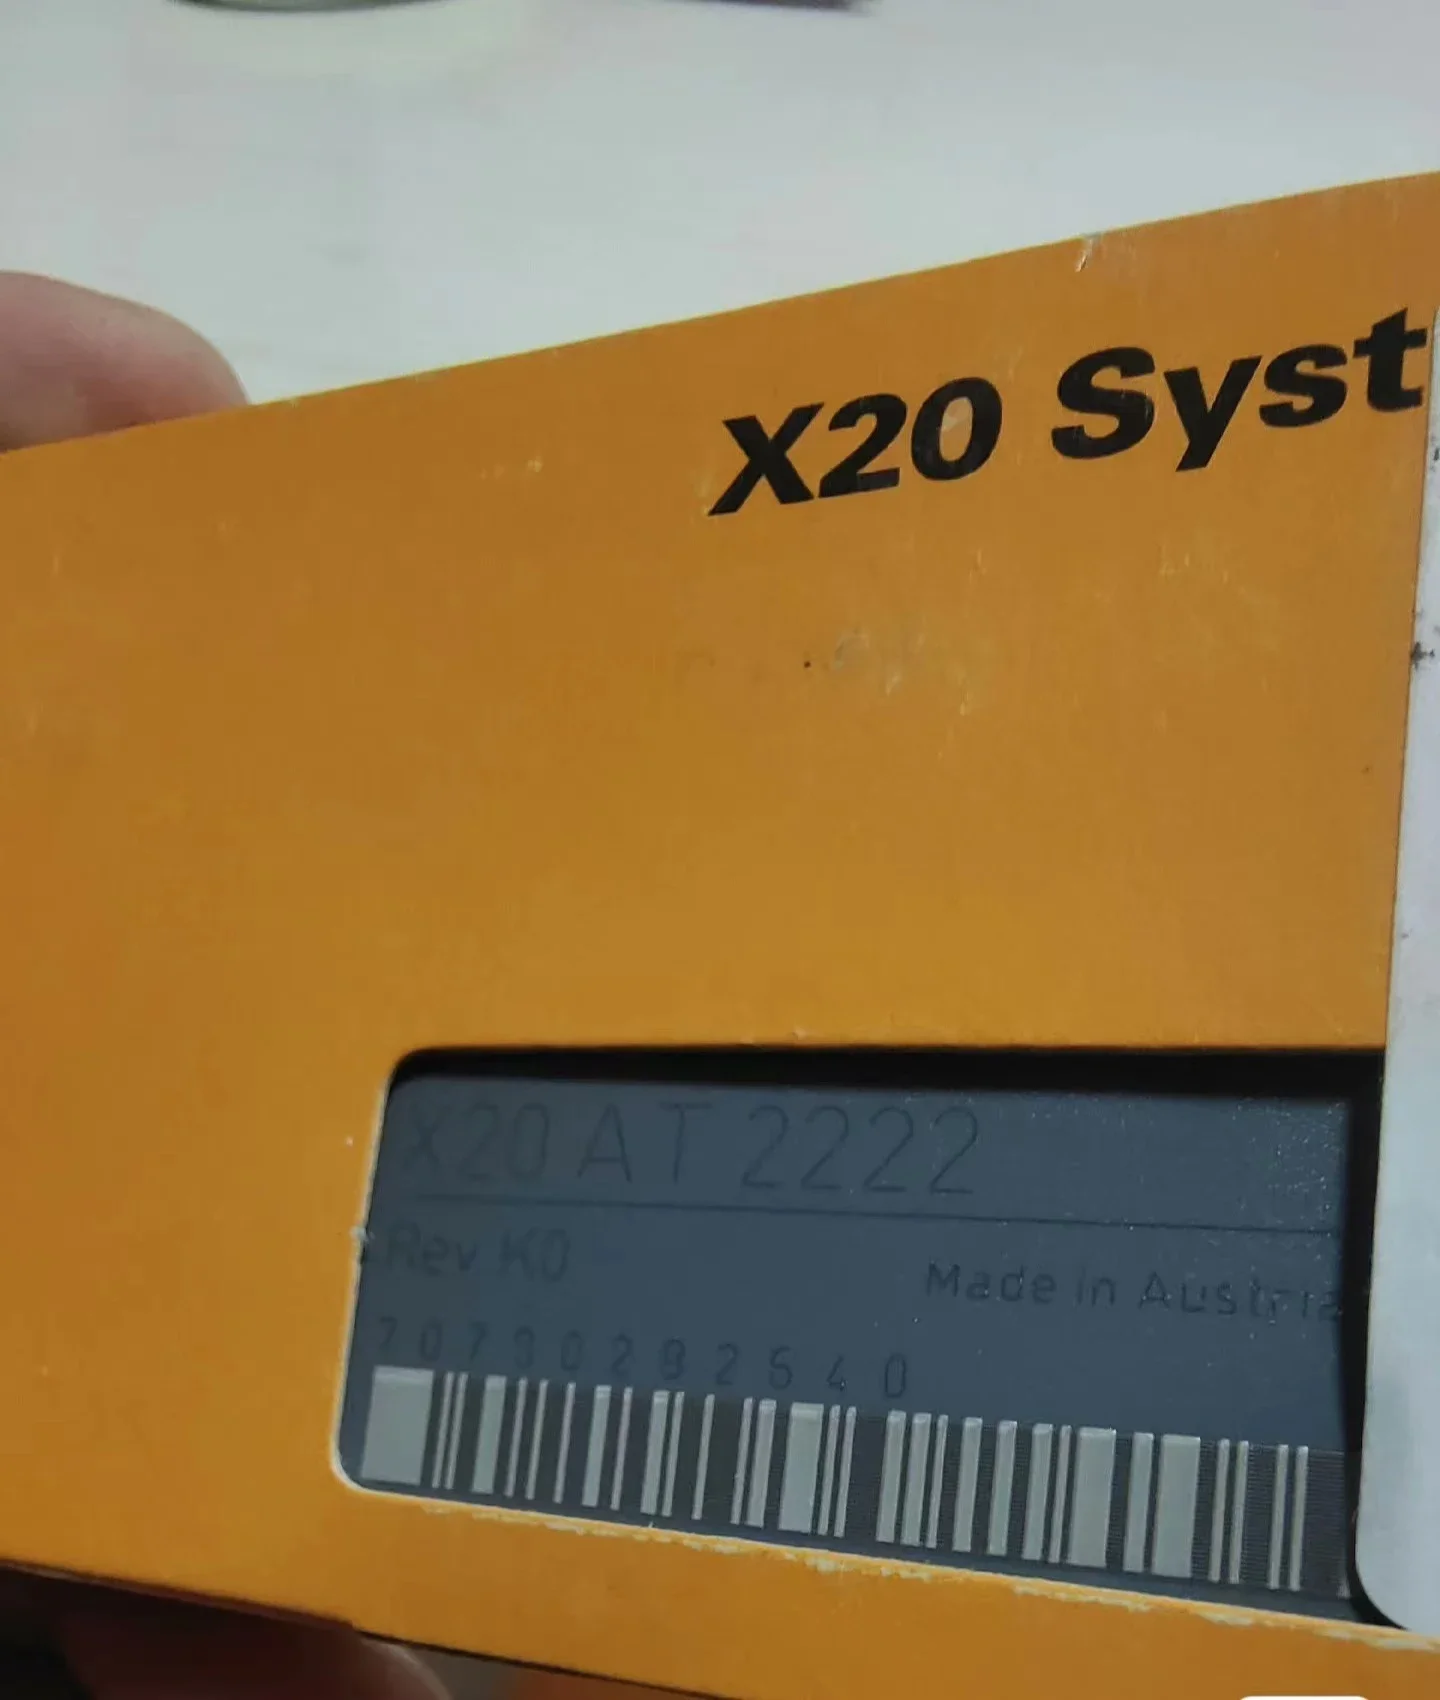 X20 Syst
X20 AT 2222
Rev. K0
Made in Austria